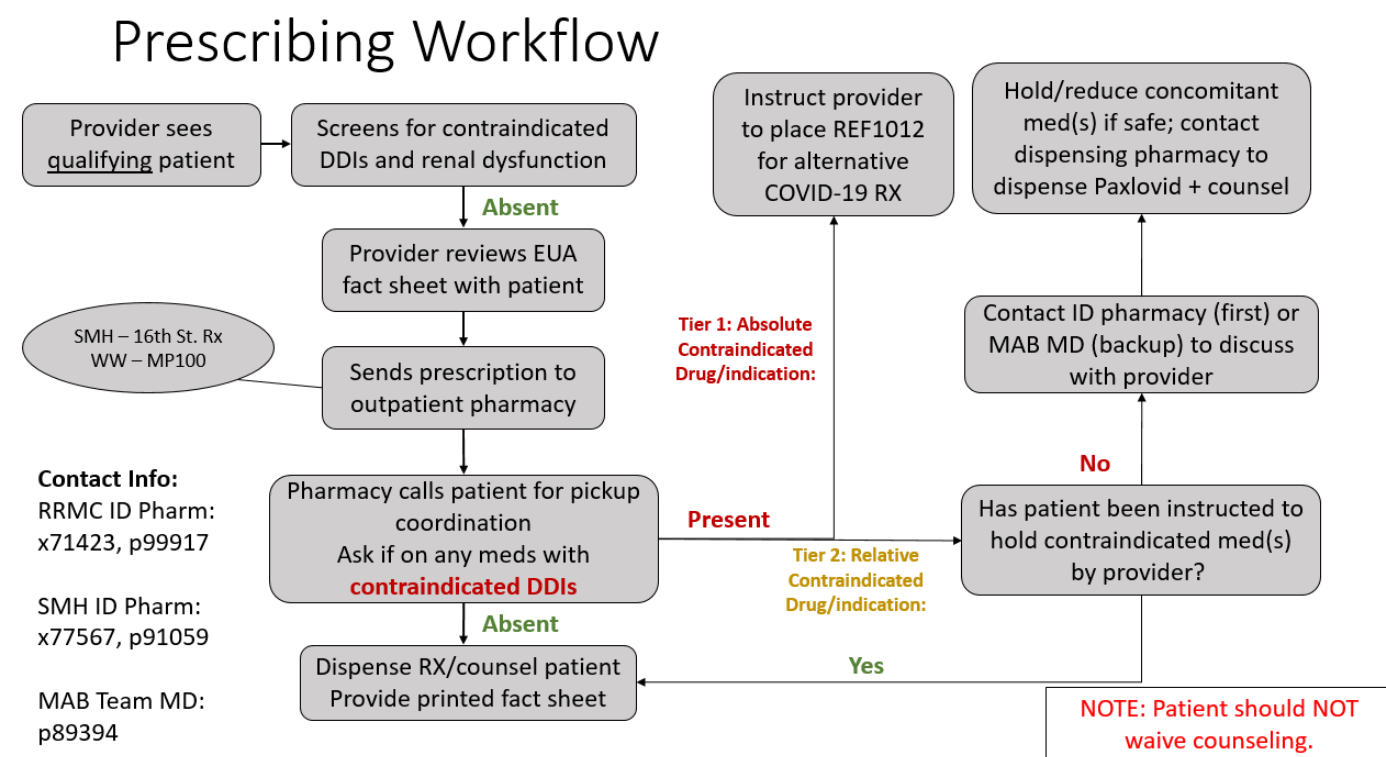 Prescribing Workflow
Provider sees
qualifying patient
Screens for contraindicated
DDIs and renal dysfunction
Absent
Provider reviews EUA
fact sheet with patient
SMH – 16th St. Rx
WW – MP100
Sends prescription to
outpatient pharmacy
Pharmacy calls patient for pickup
coordination
Ask if on any meds with
contraindicated DDIs
Absent
Dispense RX/counsel patient
Provide printed fact sheet
Present
Tier 1: Absolute
Contraindicated
Drug/indication:
Instruct provider
to place REF1012
for alternative
COVID-19 RX
Tier 2: Relative
Contraindicated
Drug/indication:
Has patient been instructed to
hold contraindicated med(s)
by provider?
No
Contact ID pharmacy (first) or
MAB MD (backup) to discuss
with provider
Hold/reduce concomitant
med(s) if safe; contact
dispensing pharmacy to
dispense Paxlovid + counsel
Yes
Contact Info:
RRMC ID Pharm:
x71423, p99917
SMH ID Pharm:
x77567, p91059
MAB Team MD:
p89394
NOTE: Patient should NOT
waive counseling.